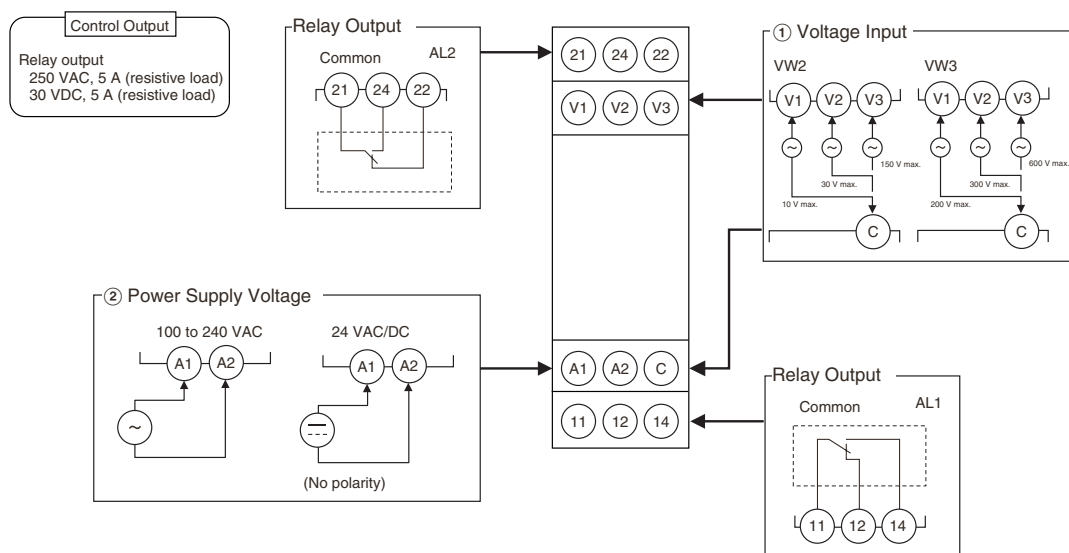 Control Output
Relay output
250 VAC, 5 A (resistive load)
30 VDC, 5 A (resistive load)
Relay Output
Common AL2
21 24 22
21 24 22
V1 V2 V3
① Voltage Input
VW2 VW3
V1 V2 V3 V1 V2 V3
~ ~ ~ ~ ~ ~
150 V max. 600 V max.
30 V max. 300 V max.
10 V max. 200 V max.
C C
② Power Supply Voltage
100 to 240 VAC 24 VAC/DC
A1 A2 A1 A2
~
(No polarity)
A1 A2 C
11 12 14
Relay Output
Common AL1
11 12 14